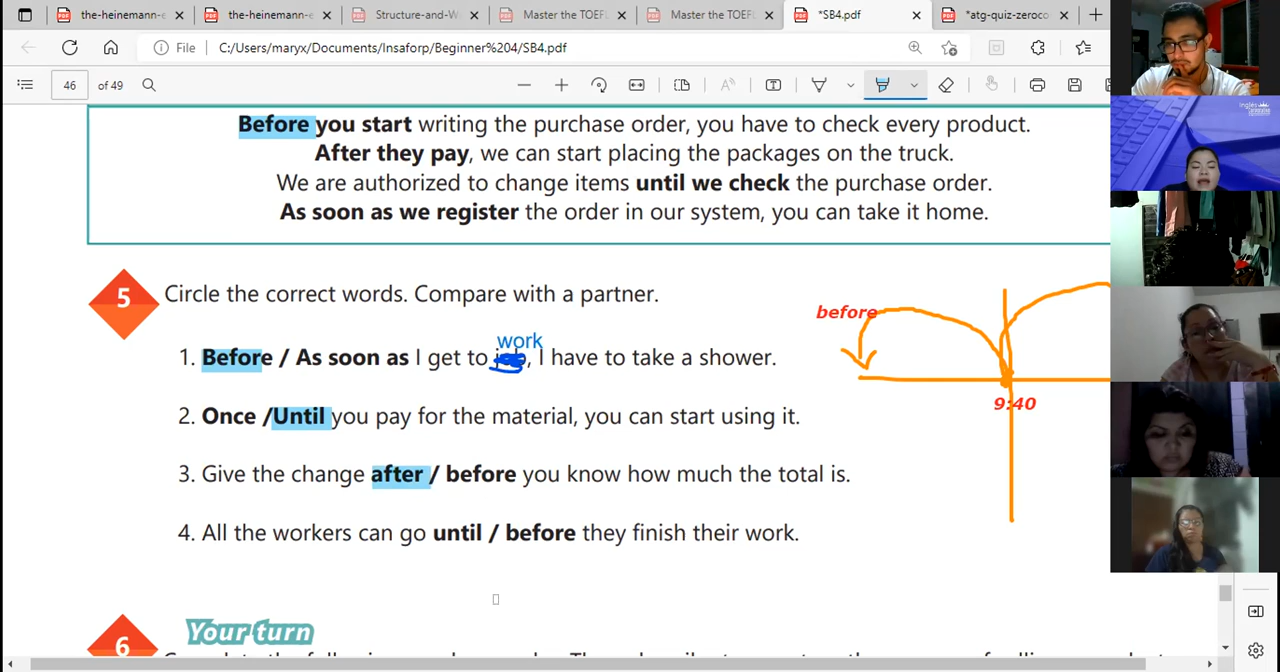 the-heinemann-e
the-heinemann-e
Structure-and-W
Master the TOEFL
Master the TOEFL
*SB4.pdf
*atg-quiz-zeroco
File
C:/Users/maryx/Documents/Insaforp/Beginner%204/SB4.pdf
46 of 49
Before you start writing the purchase order, you have to check every product.
After they pay, we can start placing the packages on the truck.
We are authorized to change items until we check the purchase order.
As soon as we register the order in our system, you can take it home.
5 Circle the correct words. Compare with a partner.
before
work
1. Before / As soon as I get to job, I have to take a shower.
9:40
2. Once /Until you pay for the material, you can start using it.
3. Give the change after / before you know how much the total is.
4. All the workers can go until / before they finish their work.
6 Your turn